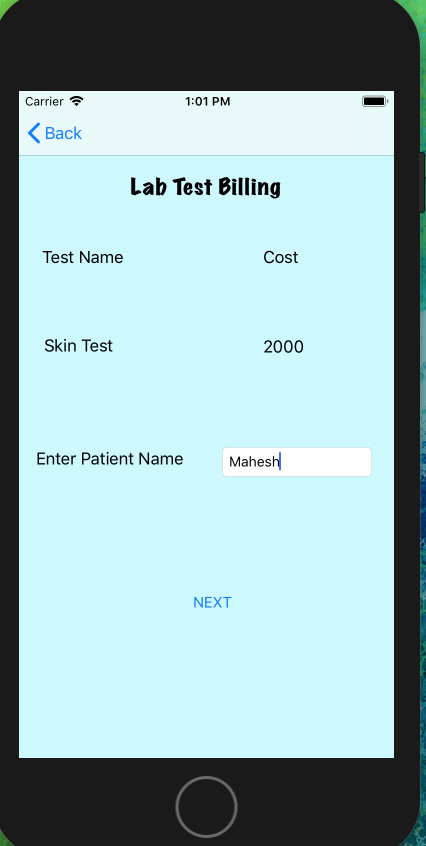 Carrier 1:01 PM
Back
Lab Test Billing
Test Name Cost
Skin Test 2000
Enter Patient Name Mahesh
NEXT